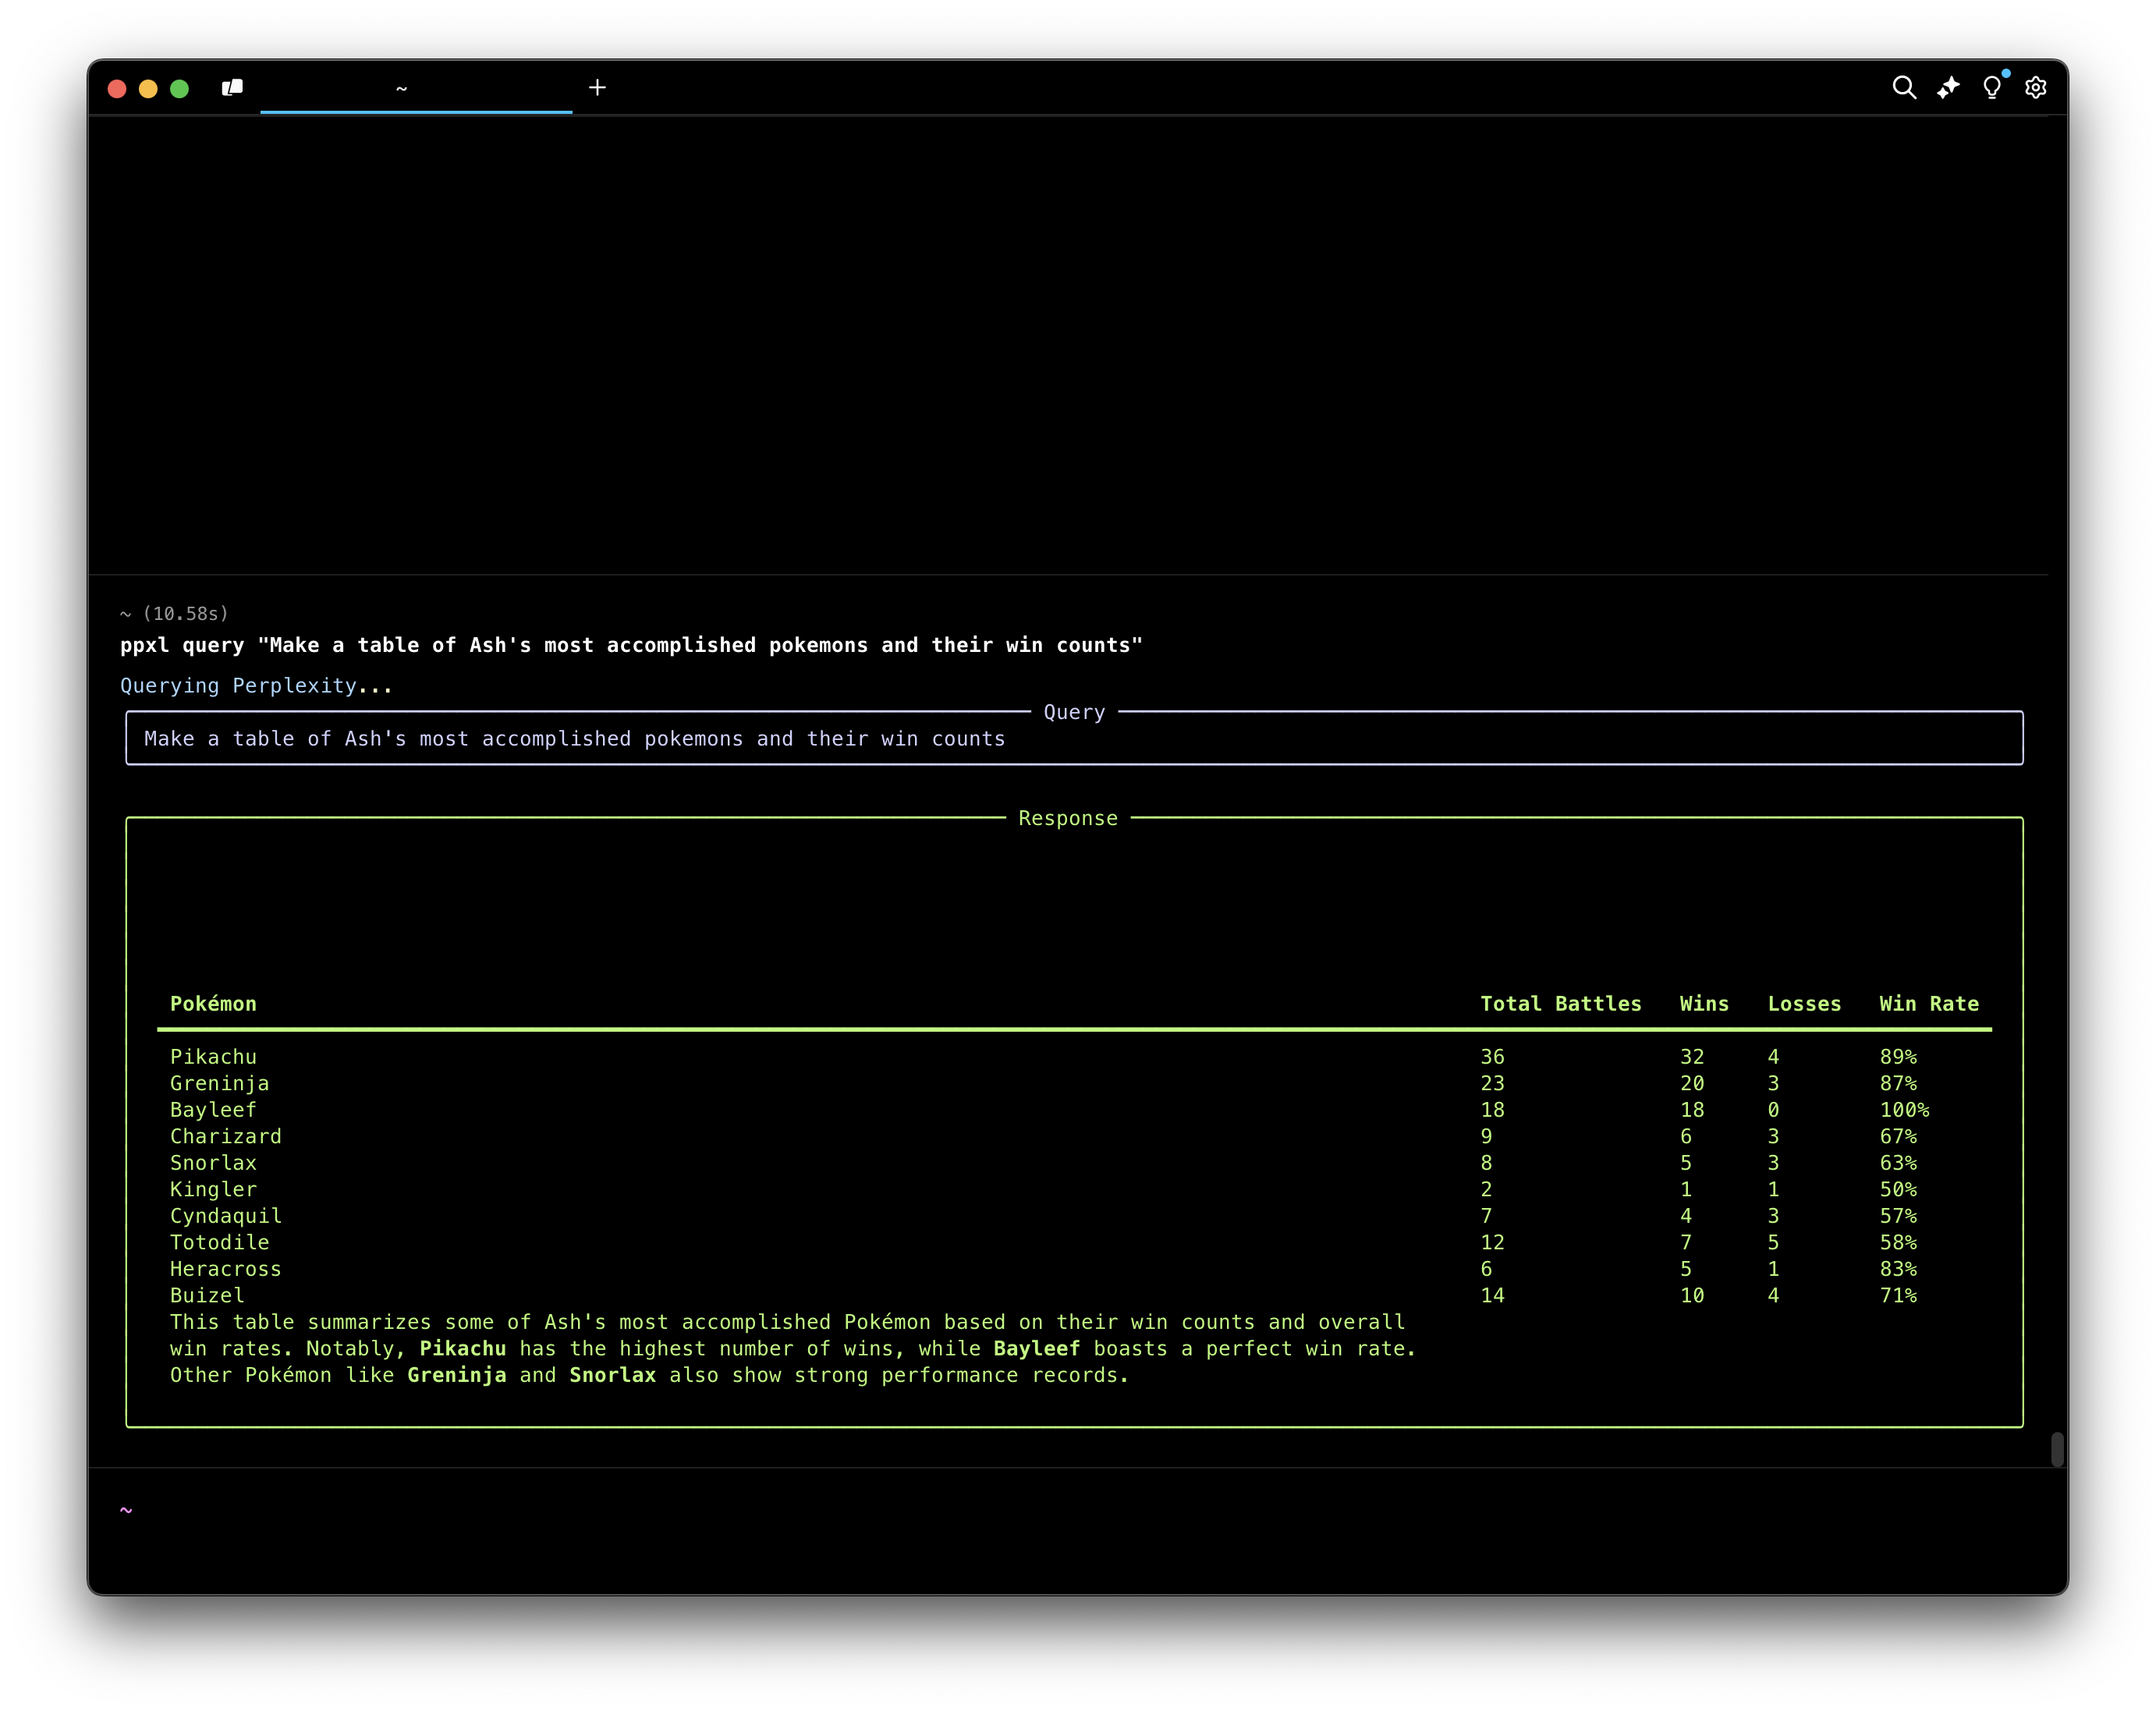 ~
~ (10.58s)
ppxl query "Make a table of Ash's most accomplished pokemons and their win counts"
Querying Perplexity...
Query
Make a table of Ash's most accomplished pokemons and their win counts
Response
Pokémon Total Battles Wins Losses Win Rate
Pikachu 36 32 4 89%
Greninja 23 20 3 87%
Bayleef 18 18 0 100%
Charizard 9 6 3 67%
Snorlax 8 5 3 63%
Kingler 2 1 1 50%
Cyndaquil 7 4 3 57%
Totodile 12 7 5 58%
Heracross 6 5 1 83%
Buizel 14 10 4 71%
This table summarizes some of Ash's most accomplished Pokémon based on their win counts and overall
win rates. Notably, Pikachu has the highest number of wins, while Bayleef boasts a perfect win rate.
Other Pokémon like Greninja and Snorlax also show strong performance records.
~